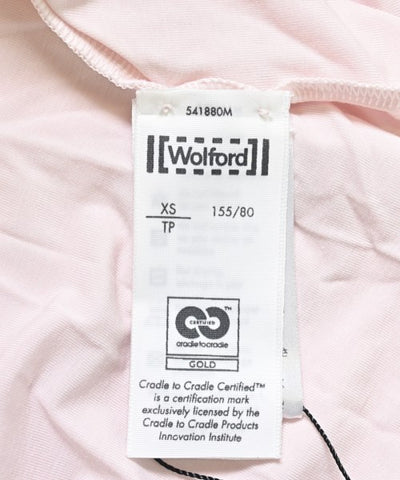 541880M
Wolford
XS 155/80
TP
CERTIFIED
cradletocradle
GOLD
Cradle to Cradle Certified™
is a certification mark
exclusively licensed by the
Cradle to Cradle Products
Innovation Institute